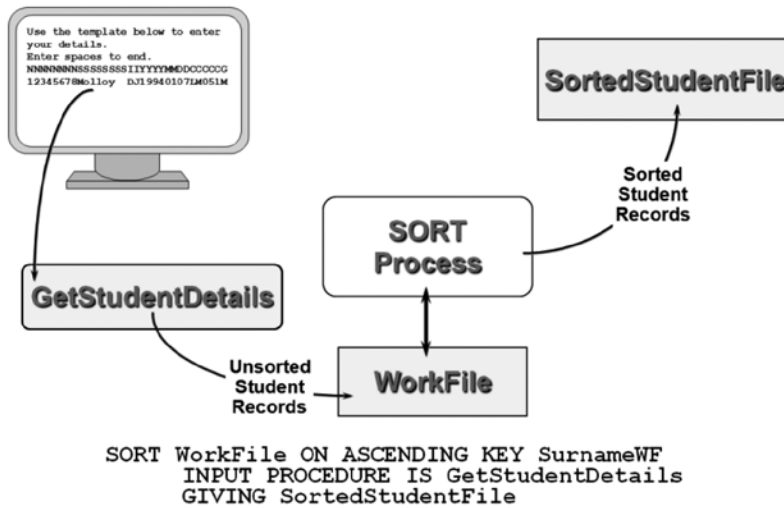 Use the template below to enter
your details.
Enter spaces to end.
NNNNNNNSSSSSSSSIIYYYYMMDDCCCCCG
12345678Molloy  DJ19940107LM051M
SortedStudentFile
Sorted
Student
Records
SORT
Process
GetStudentDetails
Unsorted
Student
Records
WorkFile
SORT WorkFile ON ASCENDING KEY SurnameWF
INPUT PROCEDURE IS GetStudentDetails
GIVING SortedStudentFile